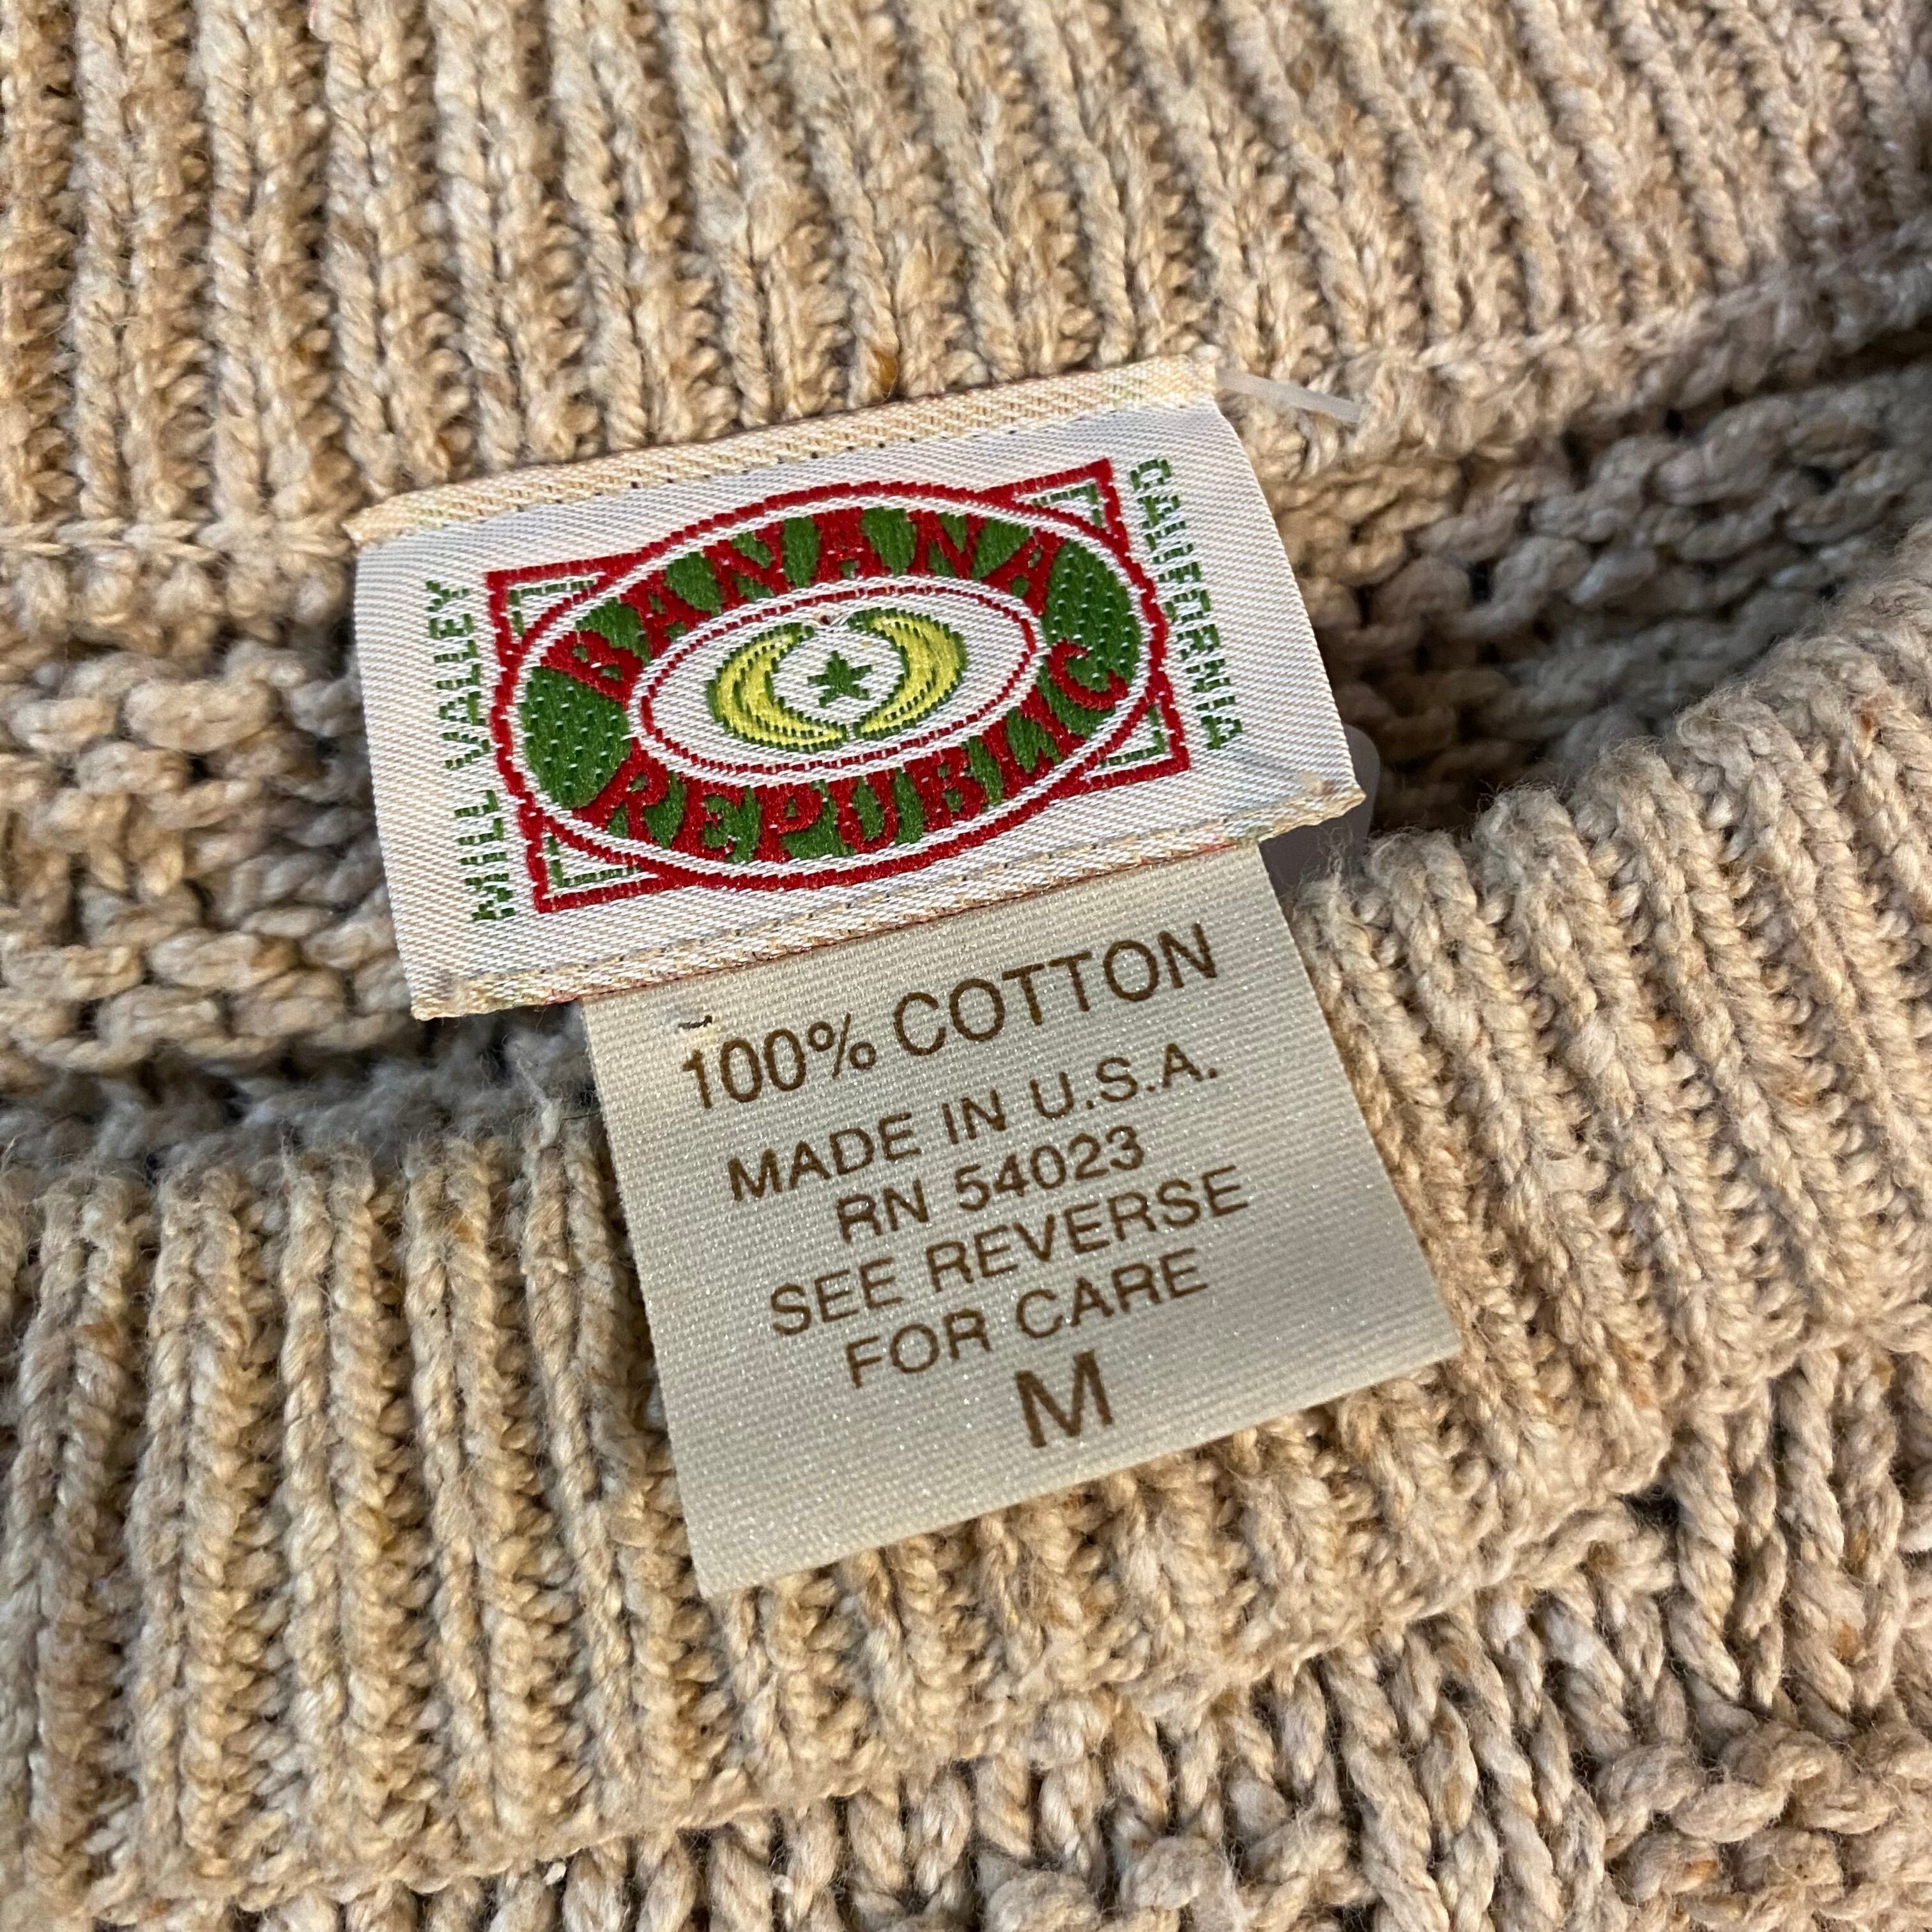 BANANA
REPUBLIC
MILL VALLEY
CALIFORNIA
100% COTTON
MADE IN U.S.A.
RN 54023
SEE REVERSE
FOR CARE
M